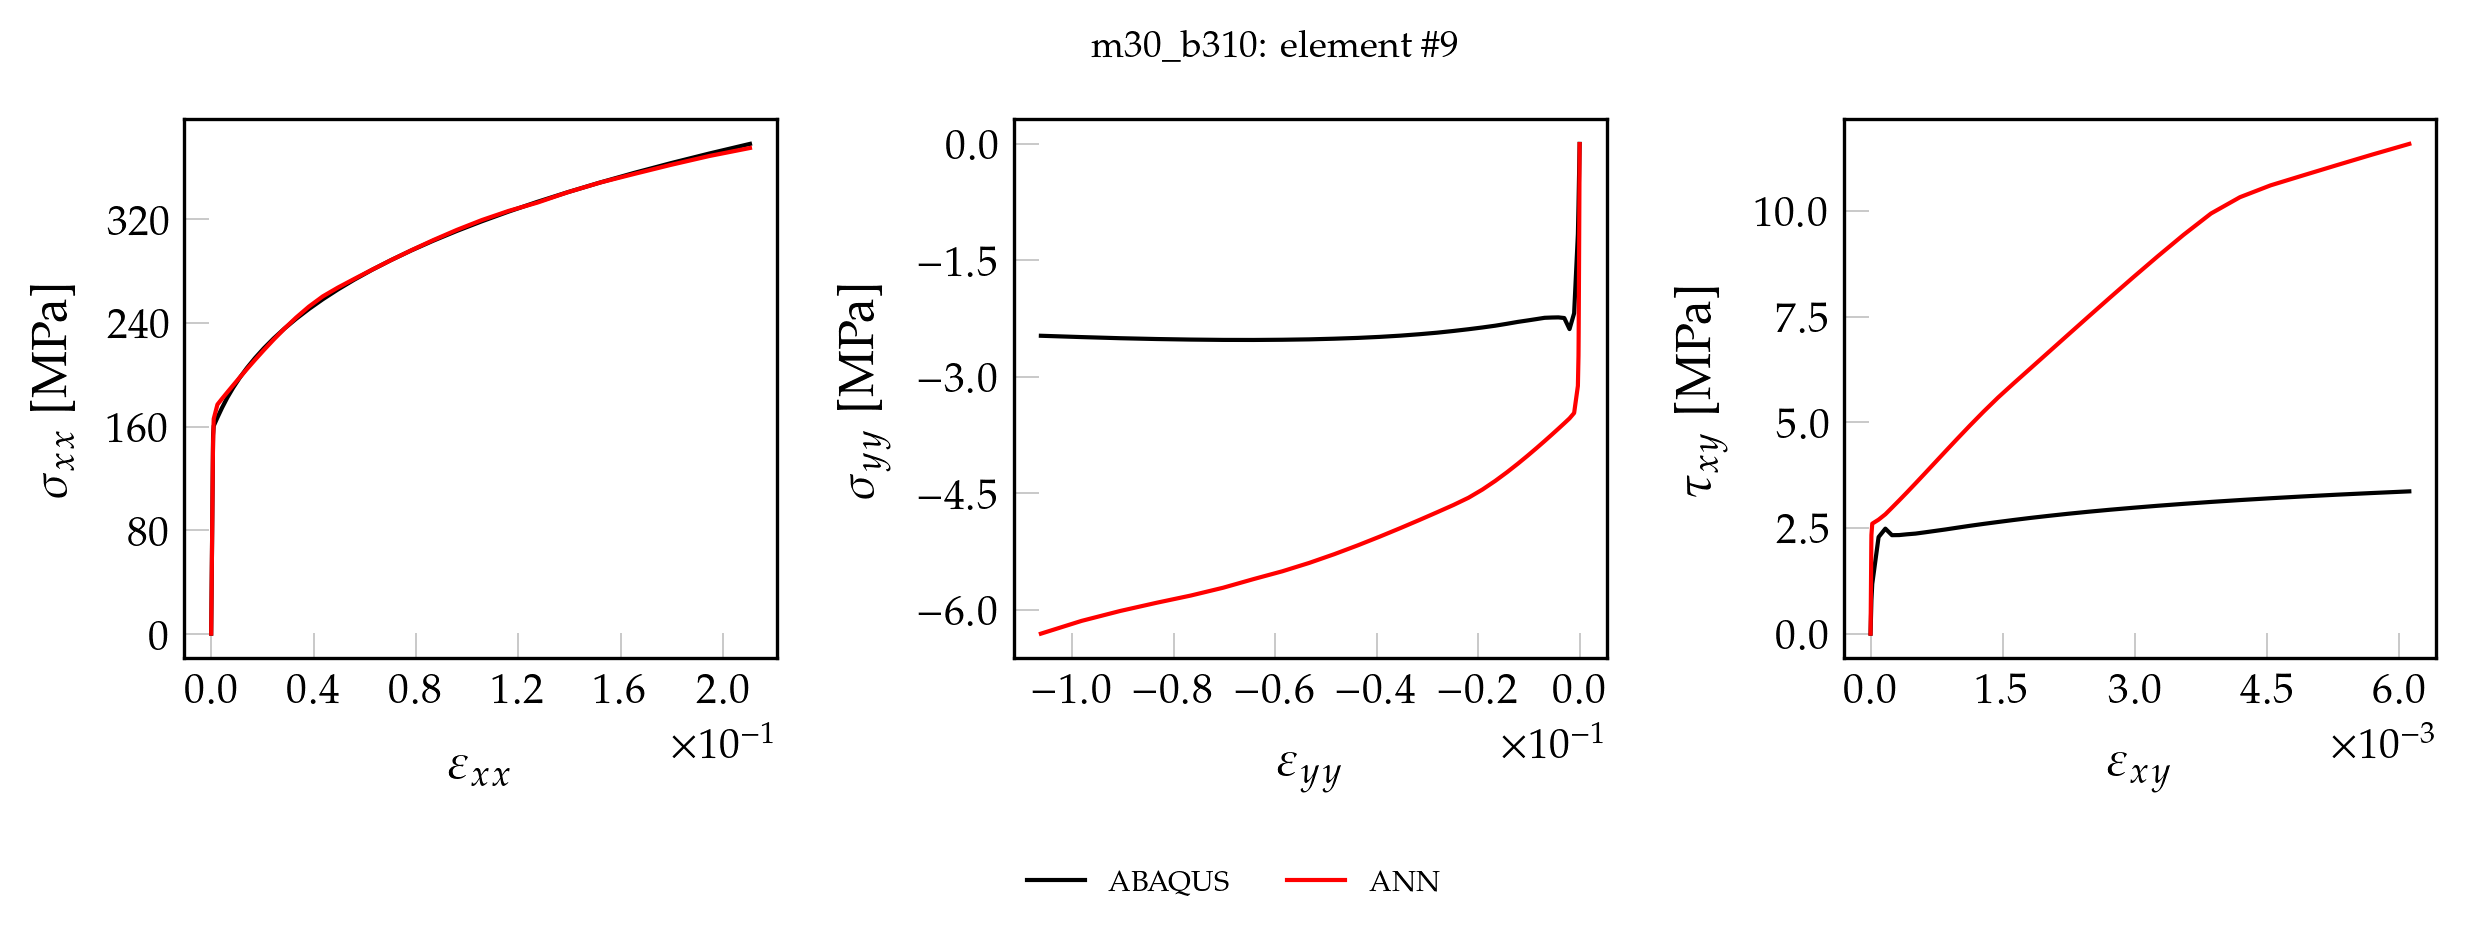 m30_b310: element #9
σxx [MPa]
320
240
160
80
0
0.0 0.4 0.8 1.2 1.6 2.0
×10⁻¹
εxx
σyy [MPa]
0.0
−1.5
−3.0
−4.5
−6.0
−1.0 −0.8 −0.6 −0.4 −0.2 0.0
×10⁻¹
εyy
τxy [MPa]
10.0
7.5
5.0
2.5
0.0
0.0 1.5 3.0 4.5 6.0
×10⁻³
εxy
ABAQUS ANN